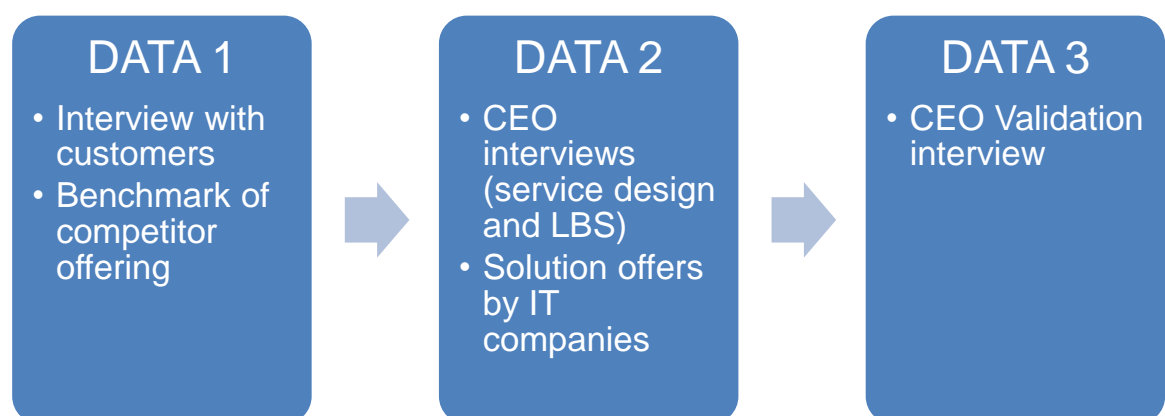 DATA 1
• Interview with
customers
• Benchmark of
competitor
offering
DATA 2
• CEO
interviews
(service design
and LBS)
• Solution offers
by IT
companies
DATA 3
• CEO Validation
interview